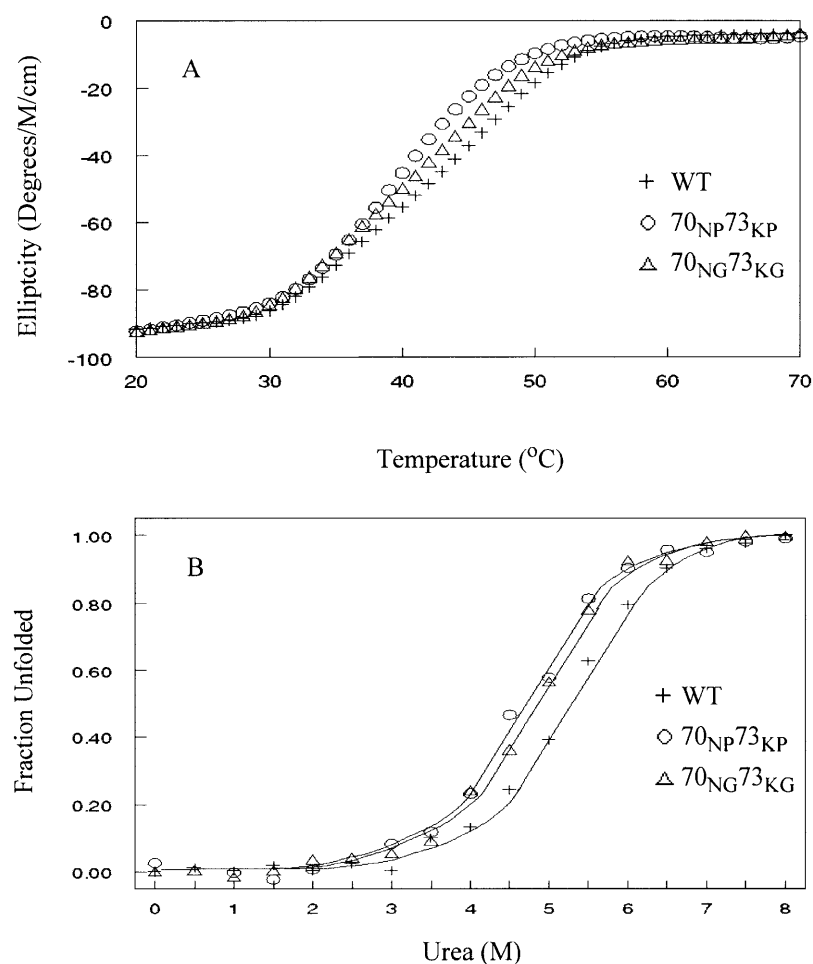 0
-20
-40
-60
-80
-100
Elliptcity (Degrees/M/cm)
A
WT
70NP73KP
70NG73KG
20 30 40 50 60 70
Temperature (°C)
1.00
0.80
0.60
0.40
0.20
0.00
Fraction Unfolded
B
WT
70NP73KP
70NG73KG
0 1 2 3 4 5 6 7 8
Urea (M)